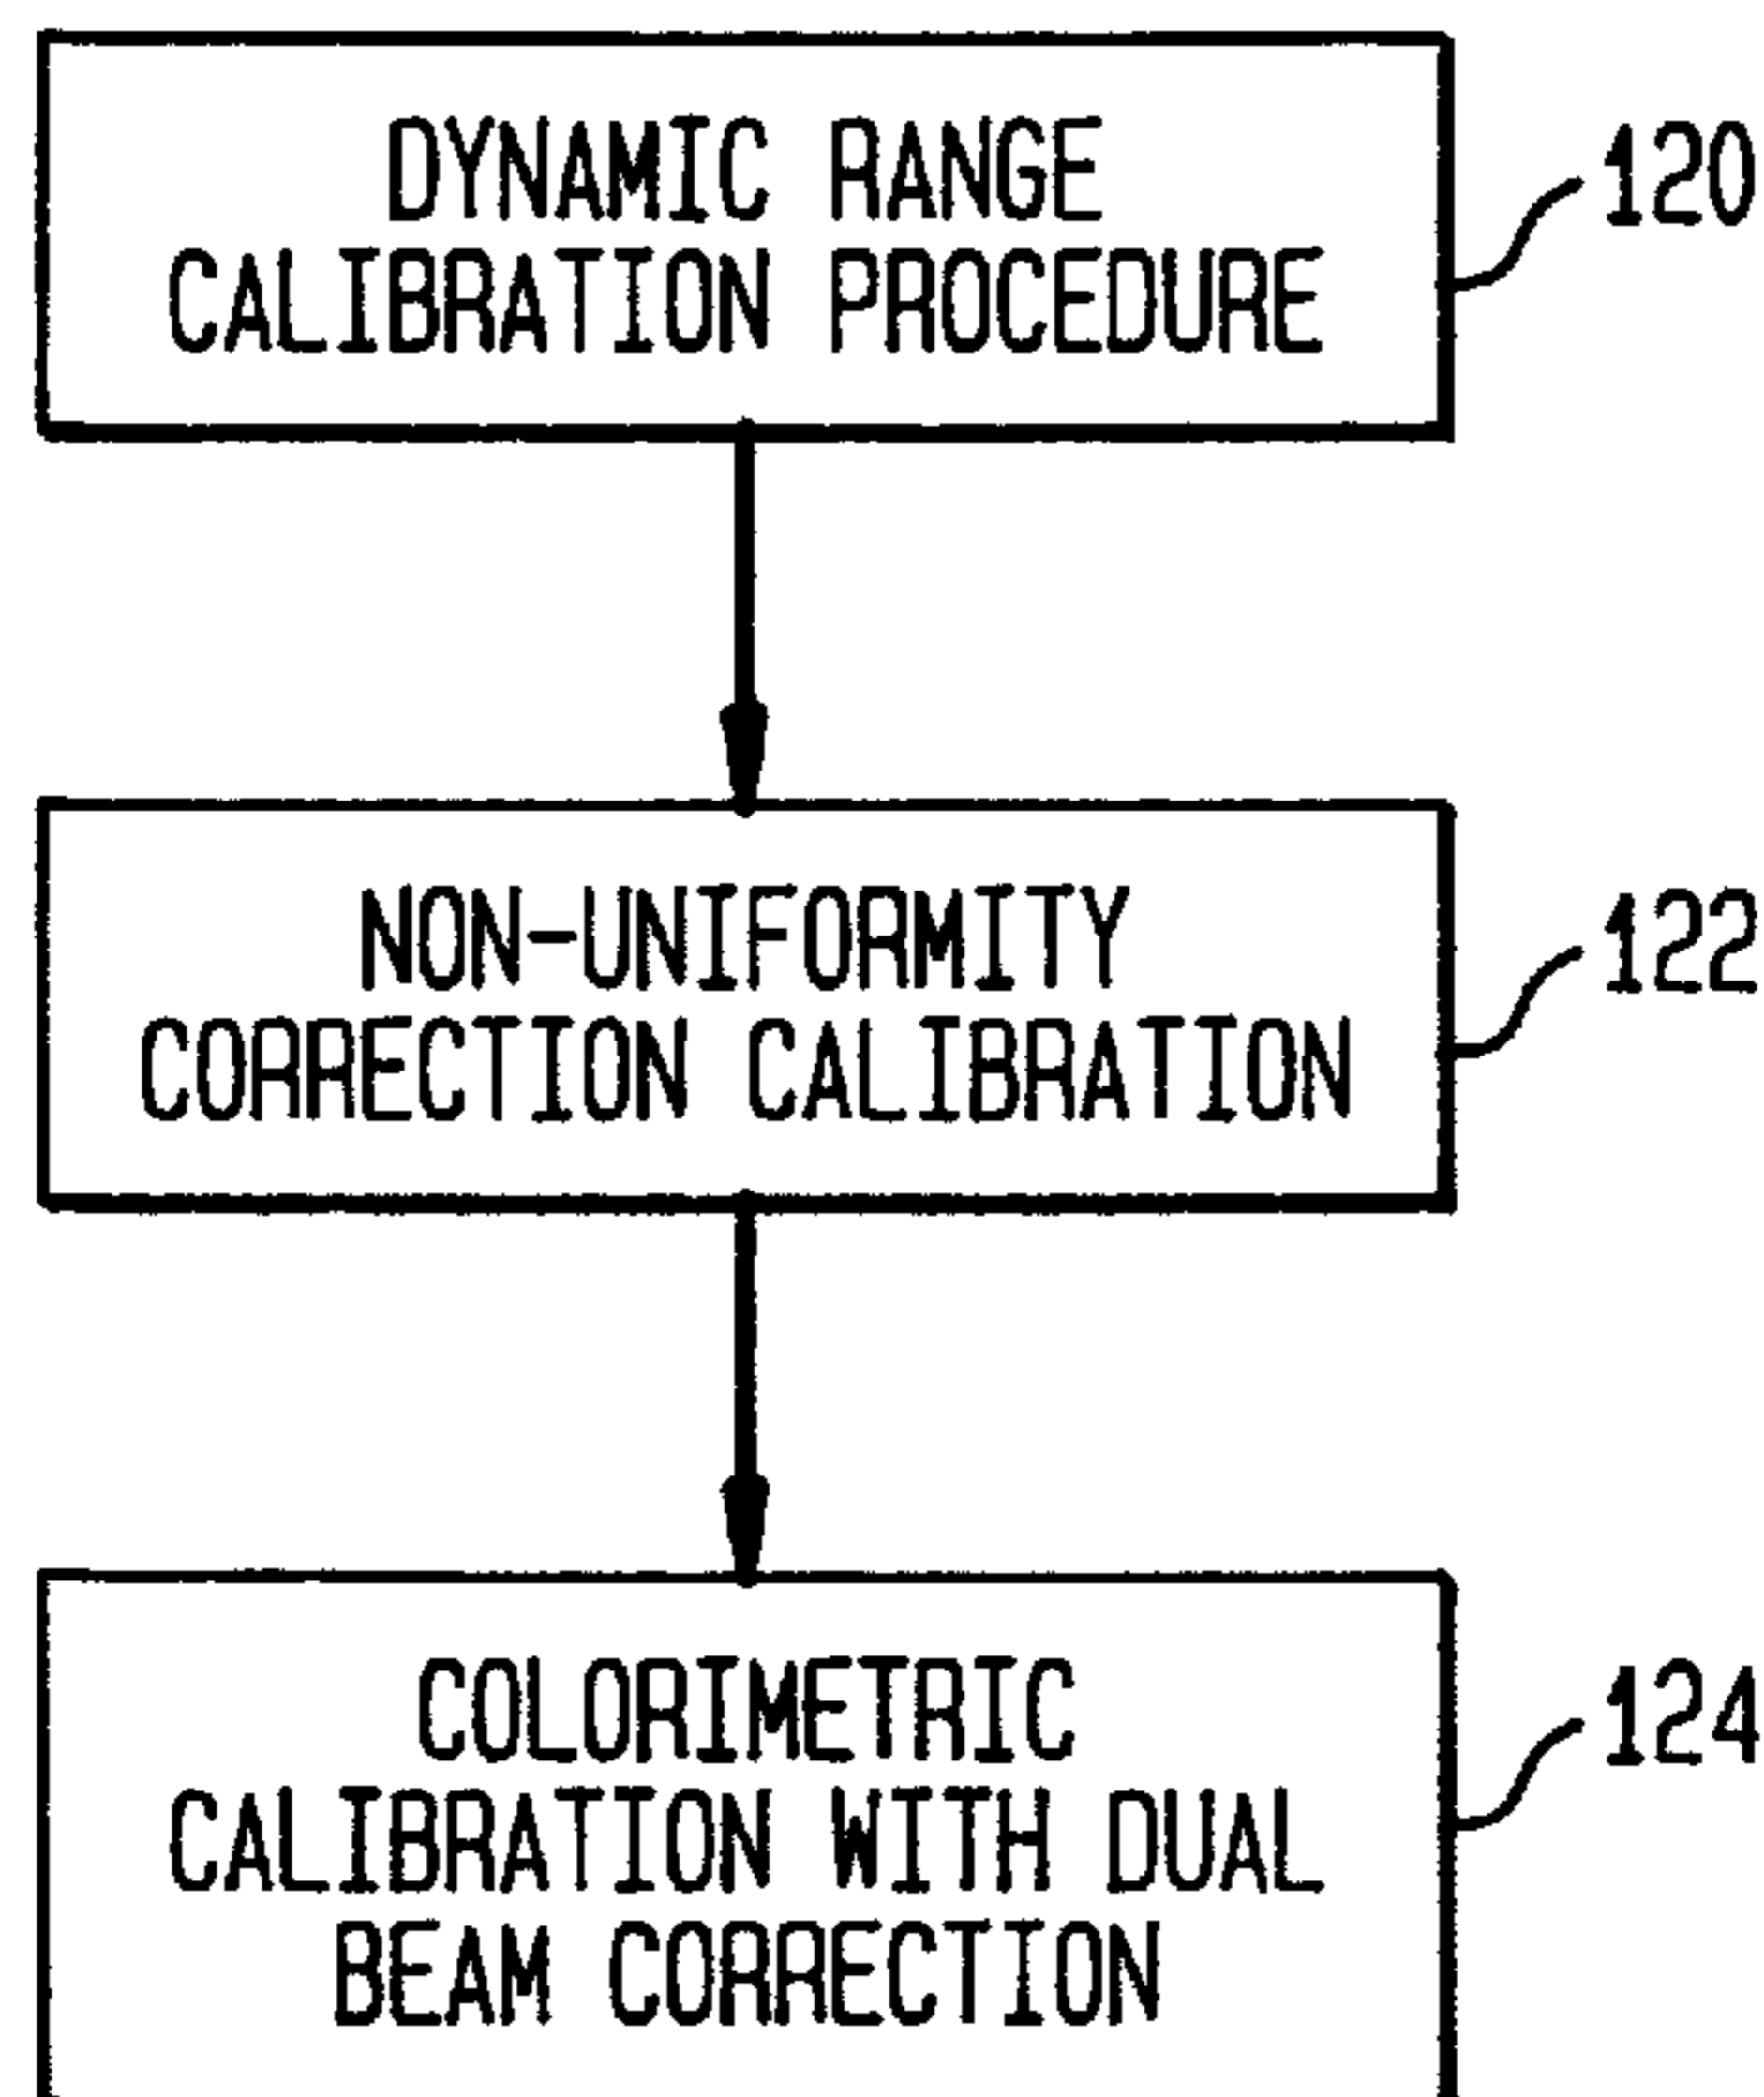 DYNAMIC RANGE
CALIBRATION PROCEDURE
120
NON-UNIFORMITY
CORRECTION CALIBRATION
122
COLORIMETRIC
CALIBRATION WITH DUAL
BEAM CORRECTION
124